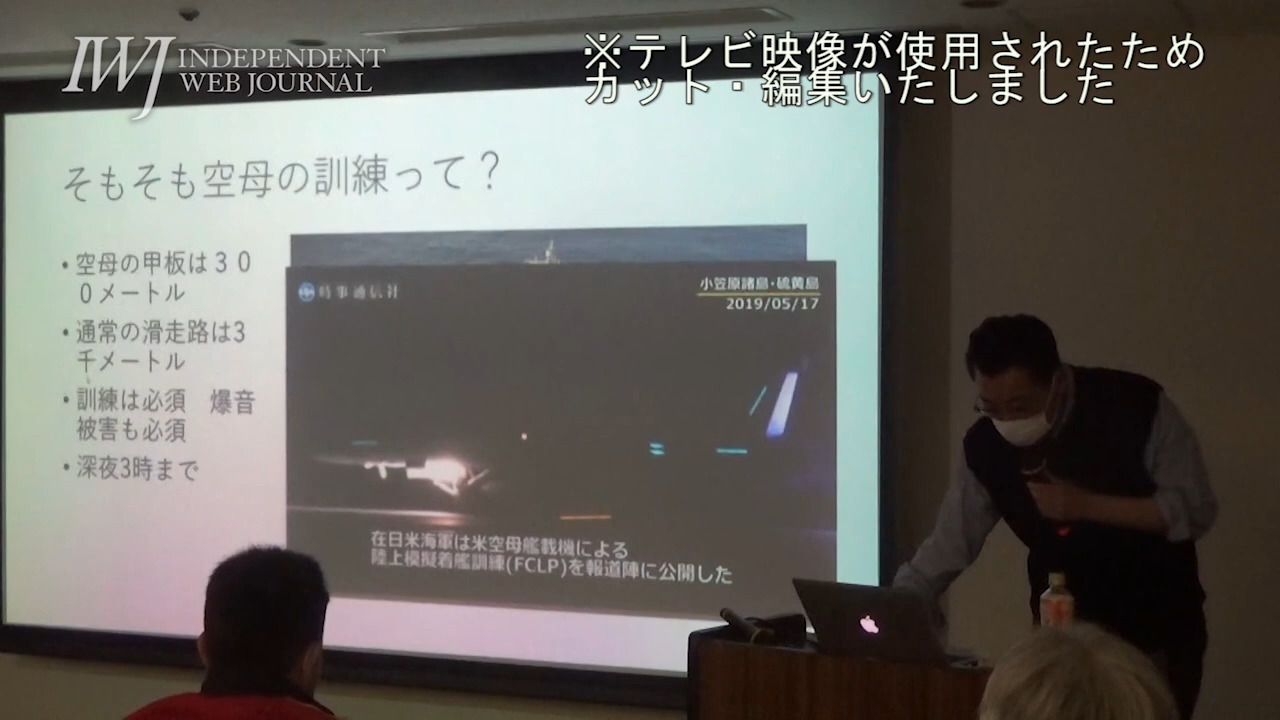 IWJ INDEPENDENT
WEB JOURNAL
※テレビ映像が使用されたため
カット・編集いたしました
そもそも空母の訓練って？
・空母の甲板は３０
０メートル
・通常の滑走路は3
千メートル
・訓練は必須　爆音
被害も必須
・深夜3時まで
時事通信社
小笠原諸島・硫黄島
2019/05/17
在日米海軍は米空母艦載機による
陸上模擬着艦訓練(FCLP)を報道陣に公開した